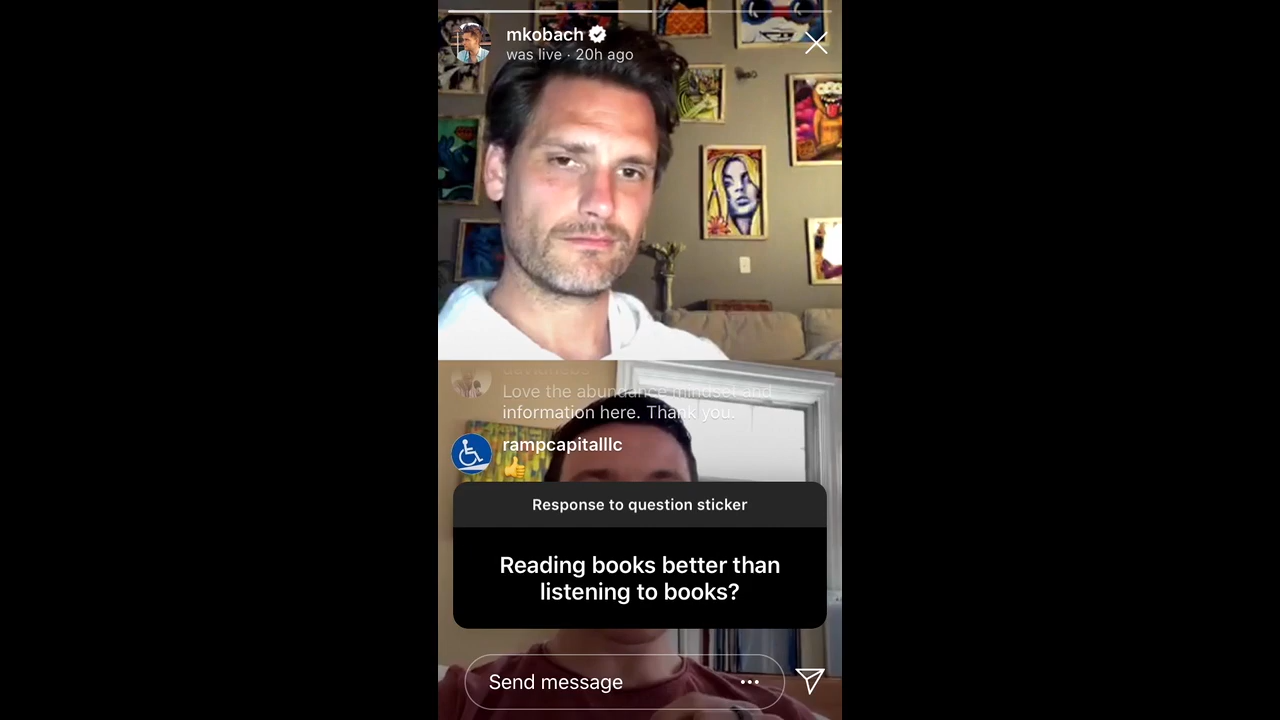 mkobach
was live · 20h ago
Love the abundance mindset and
information here. Thank you.
rampcapitalllc
👍
Response to question sticker
Reading books better than
listening to books?
Send message